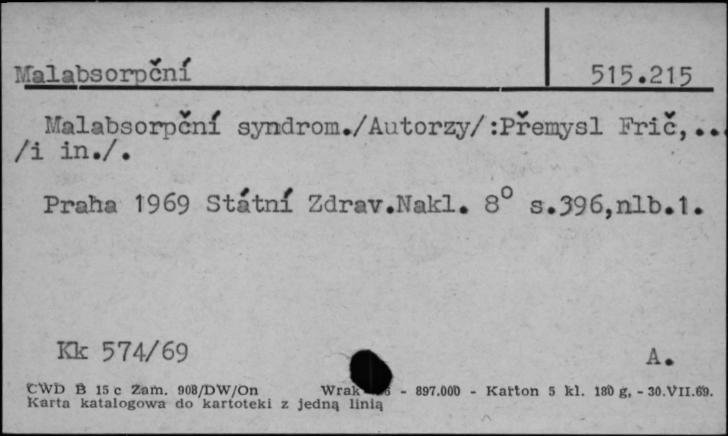 Malabsorpční 515.215
Malabsorpční syndrom./Autorzy/:Přemysl Frič,...
/i in./.
Praha 1969 Státní Zdrav.Nakl. 8° s.396,nlb.1.
Kk 574/69 A.
CWD B 15 c Zam. 908/DW/On Wrak - 897.000 - Karton 5 kl. 180 g, - 30.VII.69.
Karta katalogowa do kartoteki z jedną linią